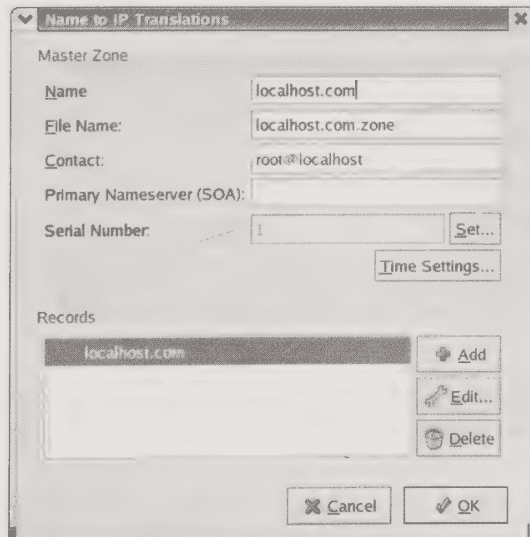 Name to IP Translations
Master Zone
Name localhost.com
File Name: localhost.com.zone
Contact: root@localhost
Primary Nameserver (SOA):
Serial Number: 1 Set...
Time Settings...
Records
localhost.com
Add
Edit...
Delete
Cancel OK